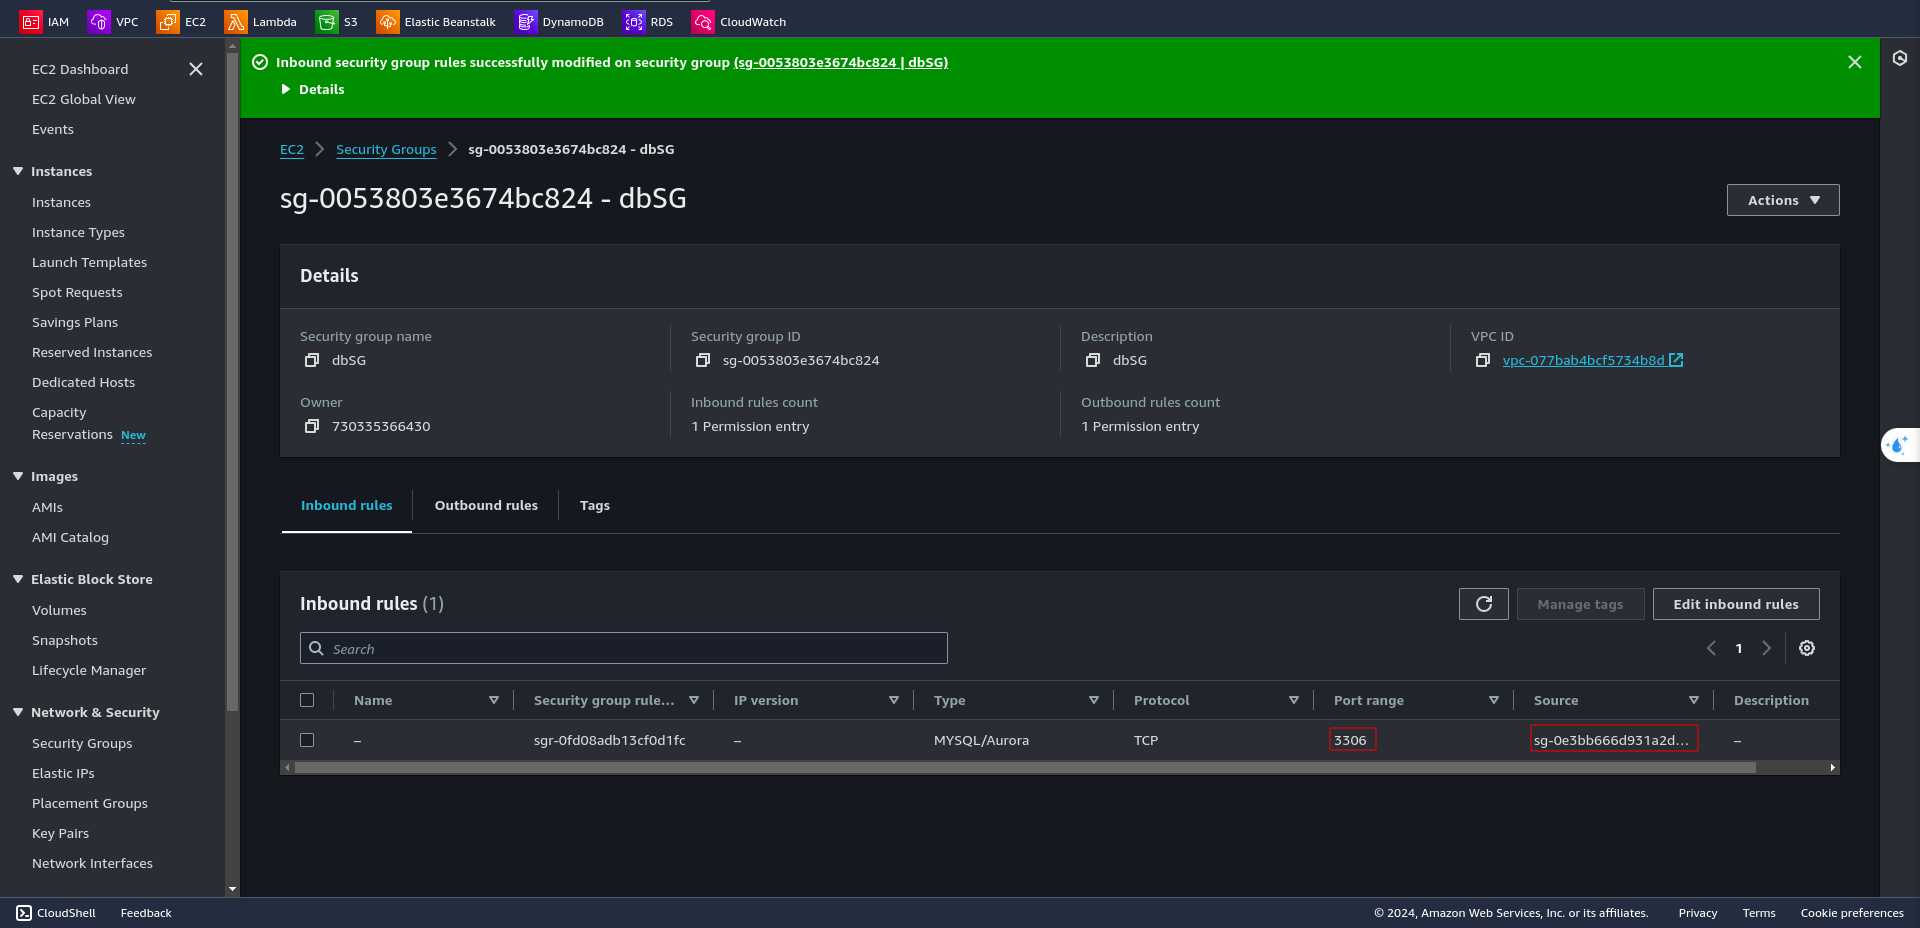 IAM VPC EC2 Lambda S3 Elastic Beanstalk DynamoDB RDS CloudWatch
EC2 Dashboard
EC2 Global View
Events
Instances
Instances
Instance Types
Launch Templates
Spot Requests
Savings Plans
Reserved Instances
Dedicated Hosts
Capacity
Reservations New
Images
AMIs
AMI Catalog
Elastic Block Store
Volumes
Snapshots
Lifecycle Manager
Network & Security
Security Groups
Elastic IPs
Placement Groups
Key Pairs
Network Interfaces
Inbound security group rules successfully modified on security group (sg-0053803e3674bc824 | dbSG)
Details
EC2 Security Groups sg-0053803e3674bc824 - dbSG
sg-0053803e3674bc824 - dbSG
Actions
Details
Security group name Security group ID Description VPC ID
dbSG sg-0053803e3674bc824 dbSG vpc-077bab4bcf5734b8d
Owner Inbound rules count Outbound rules count
730335366430 1 Permission entry 1 Permission entry
Inbound rules Outbound rules Tags
Inbound rules (1) Manage tags Edit inbound rules
Search 1
Name Security group rule... IP version Type Protocol Port range Source Description
– sgr-0fd08adb13cf0d1fc – MYSQL/Aurora TCP 3306 sg-0e3bb666d931a2d... –
CloudShell Feedback © 2024, Amazon Web Services, Inc. or its affiliates. Privacy Terms Cookie preferences